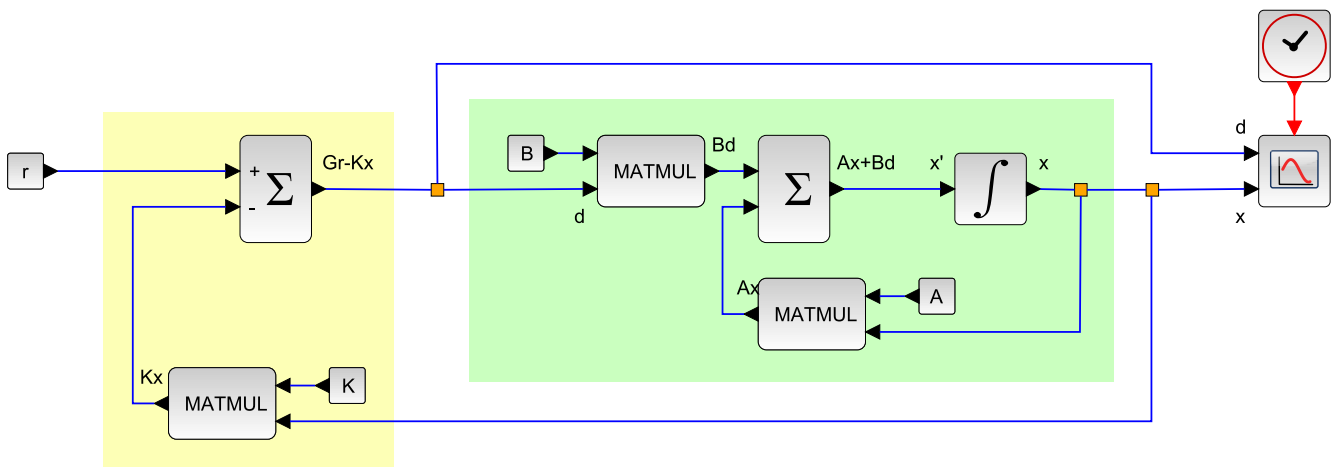 d
r
+
-
Σ
Gr-Kx
B
MATMUL
Bd
d
Σ
Ax+Bd
x'
∫
x
x
Ax
MATMUL
A
Kx
MATMUL
K